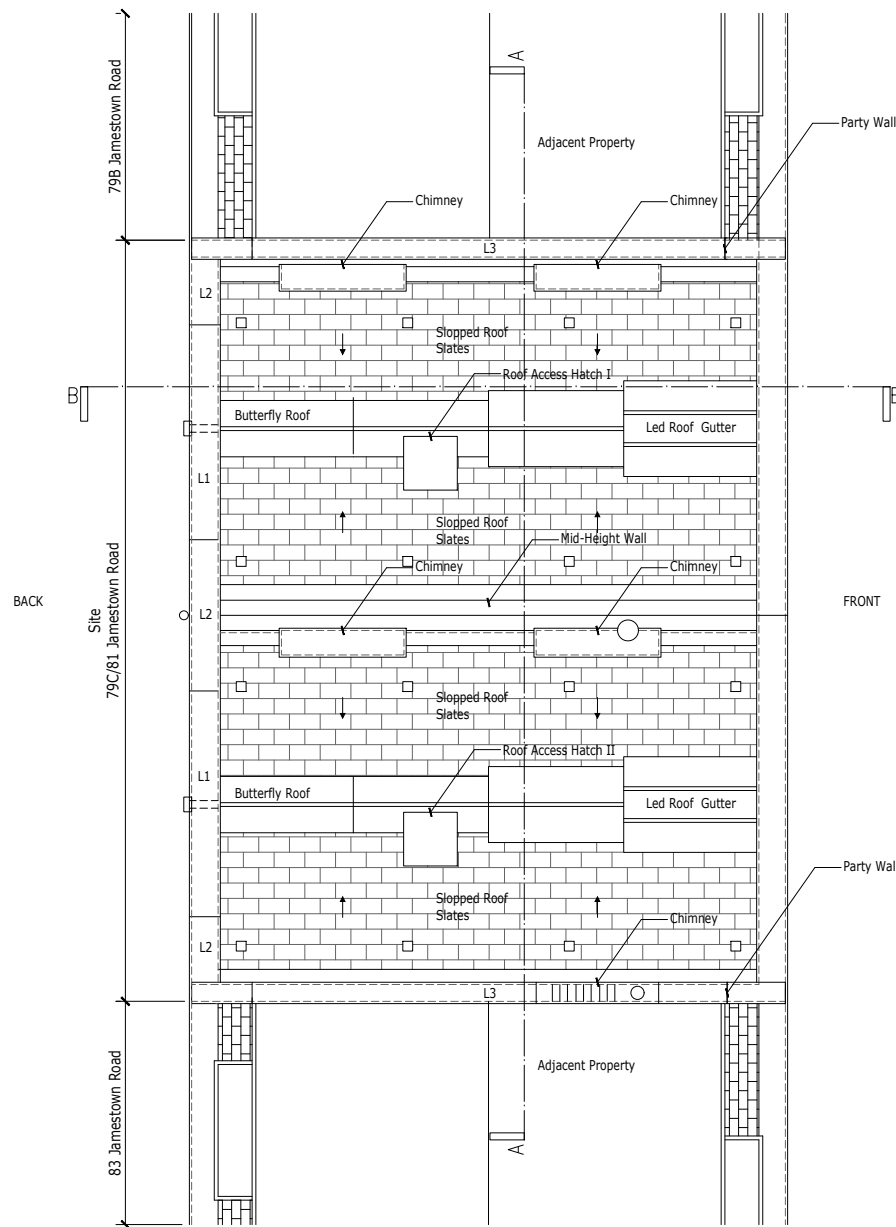 A
79B Jamestown Road
Party Wall
Adjacent Property
Chimney
Chimney
L3
L2
Slopped Roof
Slates
Roof Access Hatch I
B
Butterfly Roof
Led Roof Gutter
L1
Slopped Roof
Slates
Mid-Height Wall
Chimney
Chimney
BACK
FRONT
Site
79C/81 Jamestown Road
L2
Slopped Roof
Slates
Roof Access Hatch II
L1
Butterfly Roof
Led Roof Gutter
Party Wal
Slopped Roof
Slates
Chimney
L2
L3
Adjacent Property
83 Jamestown Road
A